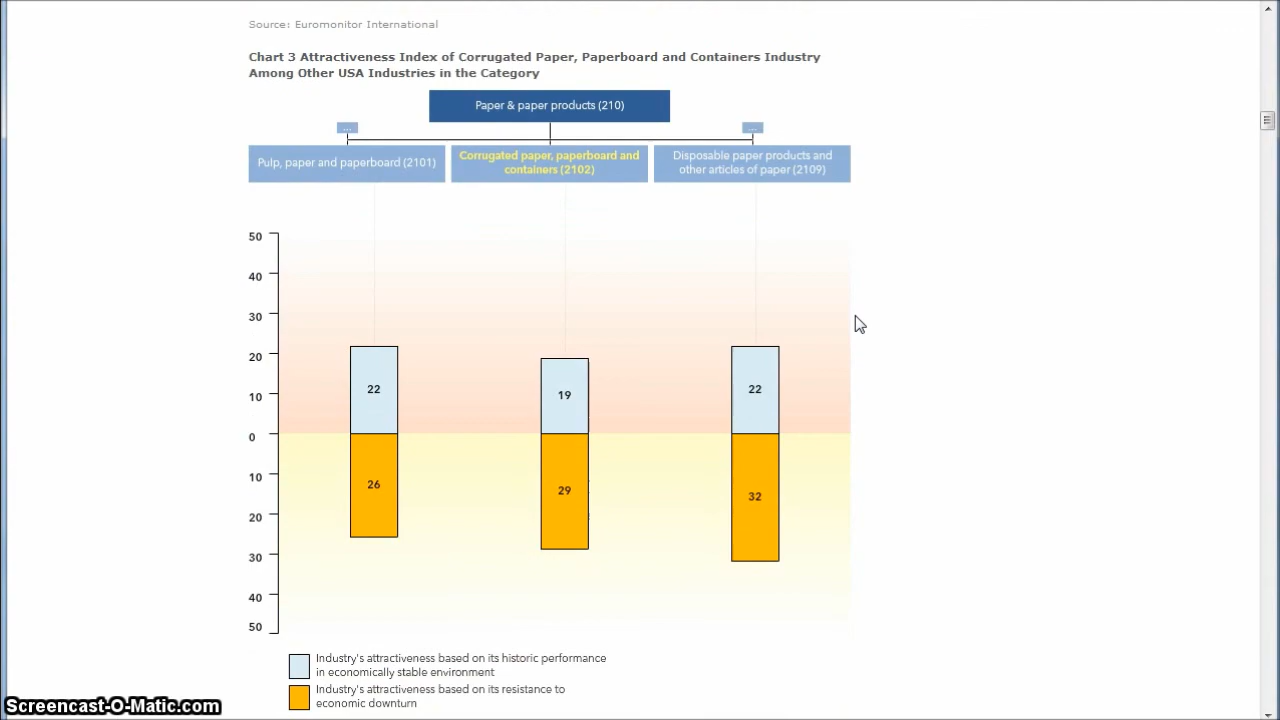 Source: Euromonitor International
Chart 3 Attractiveness Index of Corrugated Paper, Paperboard and Containers Industry
Among Other USA Industries in the Category
Paper & paper products (210)
...
...
Pulp, paper and paperboard (2101)
Corrugated paper, paperboard and
containers (2102)
Disposable paper products and
other articles of paper (2109)
50
40
30
20
10
0
10
20
30
40
50
22
19
22
26
29
32
Industry's attractiveness based on its historic performance
in economically stable environment
Industry's attractiveness based on its resistance to
economic downturn
Screencast-O-Matic.com